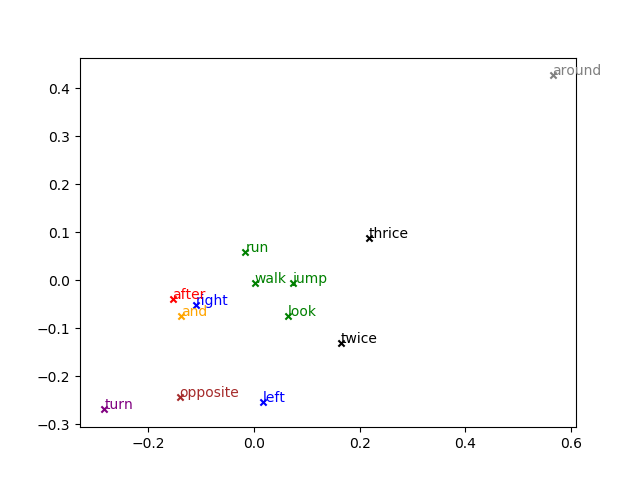 around
0.4
0.3
0.2
thrice
0.1
run
walk jump
0.0
after
right
and
look
−0.1
twice
−0.2
opposite
left
turn
−0.3
−0.2 0.0 0.2 0.4 0.6